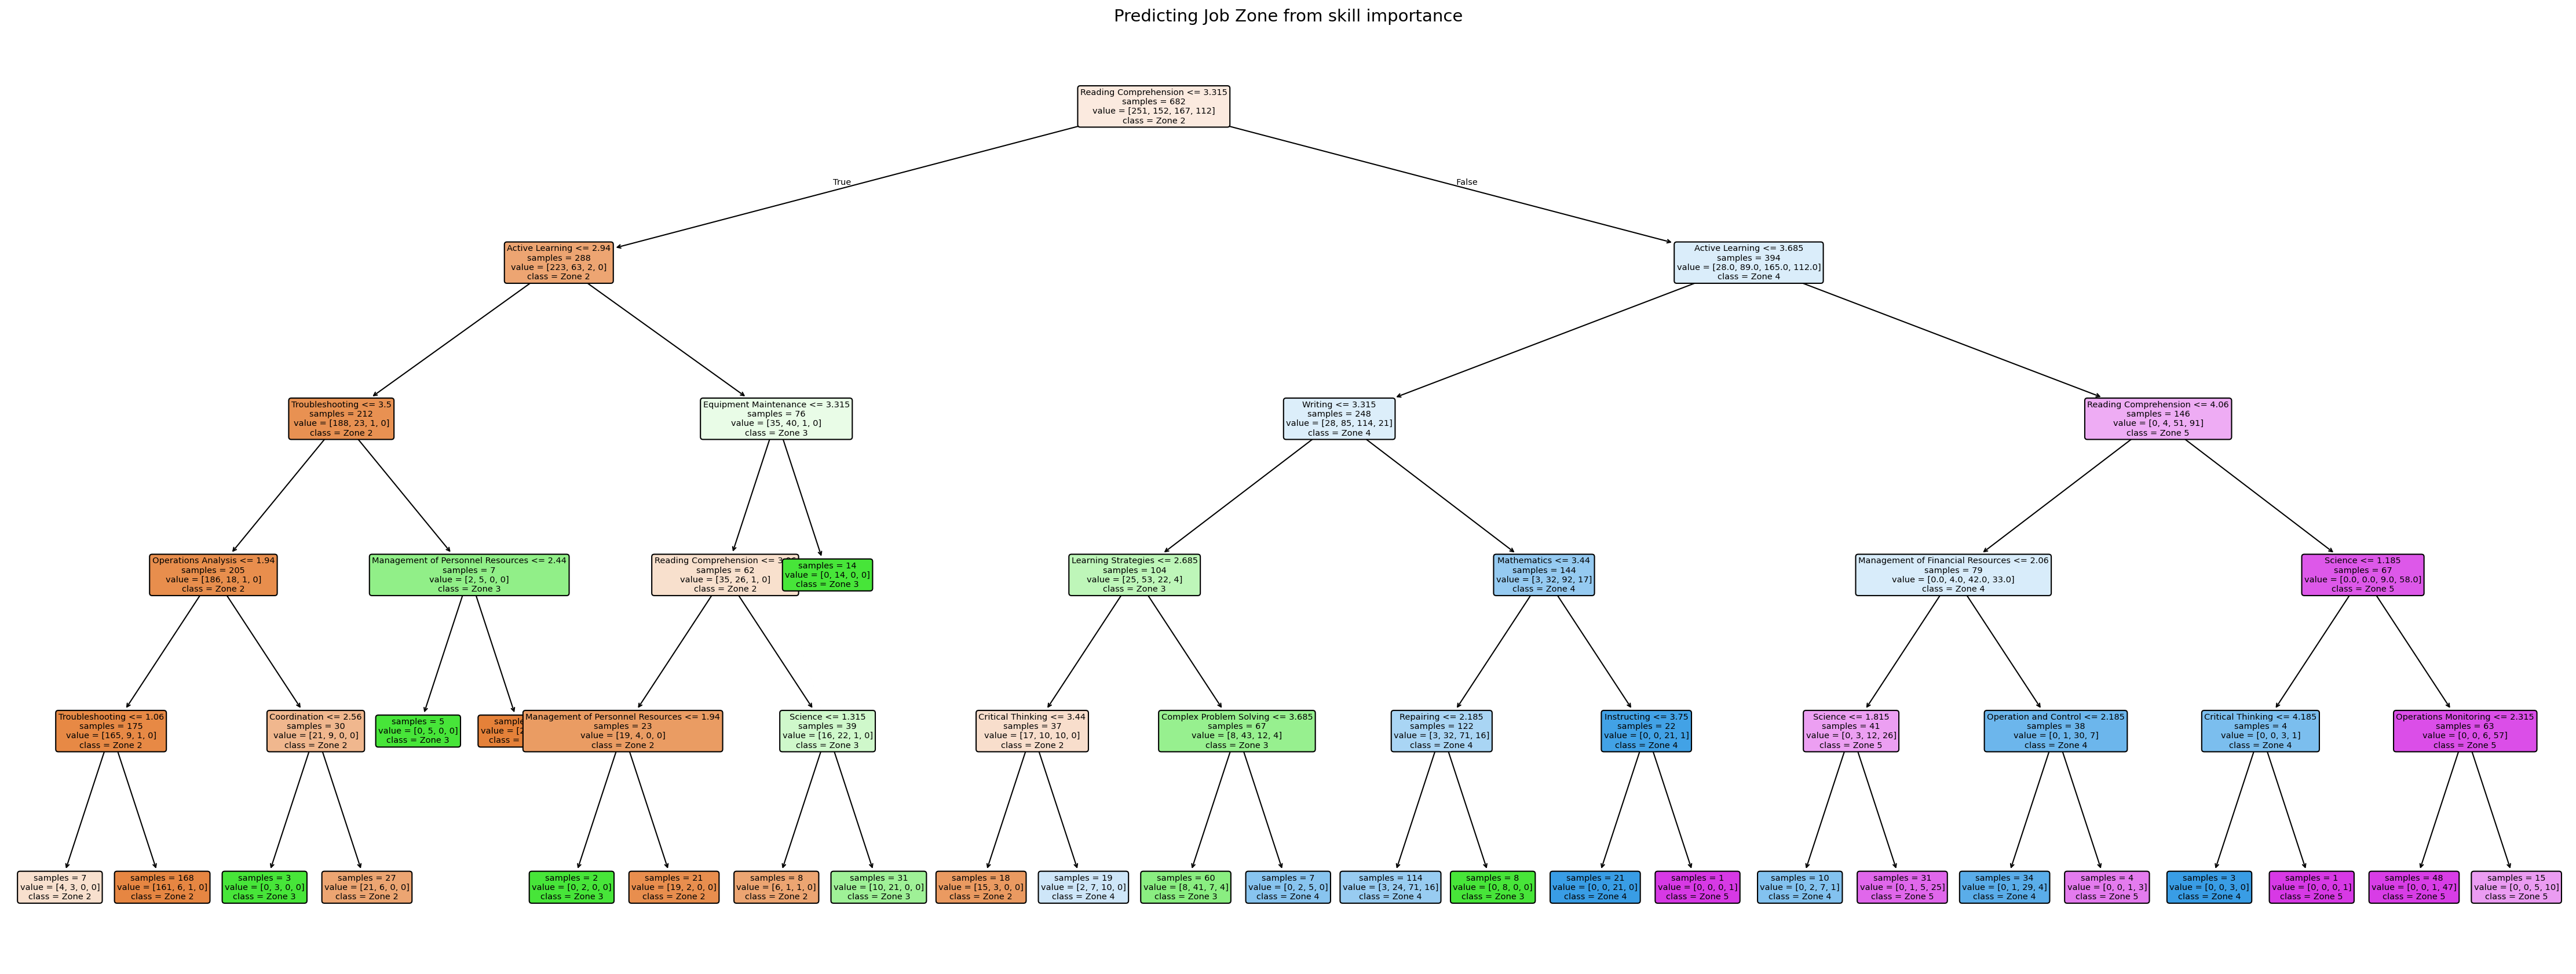 Predicting Job Zone from skill importance
Reading Comprehension <= 3.315
samples = 682
value = [251, 152, 167, 112]
class = Zone 2
True
False
Active Learning <= 2.94
samples = 288
value = [223, 63, 2, 0]
class = Zone 2
Active Learning <= 3.685
samples = 394
value = [28.0, 89.0, 165.0, 112.0]
class = Zone 4
Troubleshooting <= 3.5
samples = 212
value = [188, 23, 1, 0]
class = Zone 2
Equipment Maintenance <= 3.315
samples = 76
value = [35, 40, 1, 0]
class = Zone 3
Writing <= 3.315
samples = 248
value = [28, 85, 114, 21]
class = Zone 4
Reading Comprehension <= 4.06
samples = 146
value = [0, 4, 51, 91]
class = Zone 5
Operations Analysis <= 1.94
samples = 205
value = [186, 18, 1, 0]
class = Zone 2
Management of Personnel Resources <= 2.44
samples = 7
value = [2, 5, 0, 0]
class = Zone 3
Reading Comprehension <=
samples = 62
value = [35, 26, 1, 0]
class = Zone 2
samples = 14
value = [0, 14, 0, 0]
class = Zone 3
Learning Strategies <= 2.685
samples = 104
value = [25, 53, 22, 4]
class = Zone 3
Mathematics <= 3.44
samples = 144
value = [3, 32, 92, 17]
class = Zone 4
Management of Financial Resources <= 2.06
samples = 79
value = [0.0, 4.0, 42.0, 33.0]
class = Zone 4
Science <= 1.185
samples = 67
value = [0.0, 0.0, 9.0, 58.0]
class = Zone 5
Troubleshooting <= 1.06
samples = 175
value = [165, 9, 1, 0]
class = Zone 2
Coordination <= 2.56
samples = 30
value = [21, 9, 0, 0]
class = Zone 2
samples = 5
value = [0, 5, 0, 0]
class = Zone 3
Management of Personnel Resources <= 1.94
samples = 23
value = [19, 4, 0, 0]
class = Zone 2
Science <= 1.315
samples = 39
value = [16, 22, 1, 0]
class = Zone 3
Critical Thinking <= 3.44
samples = 37
value = [17, 10, 10, 0]
class = Zone 2
Complex Problem Solving <= 3.685
samples = 67
value = [8, 43, 12, 4]
class = Zone 3
Repairing <= 2.185
samples = 122
value = [3, 32, 71, 16]
class = Zone 4
Instructing <= 3.75
samples = 22
value = [0, 0, 21, 1]
class = Zone 4
Science <= 1.815
samples = 41
value = [0, 3, 12, 26]
class = Zone 5
Operation and Control <= 2.185
samples = 38
value = [0, 1, 30, 7]
class = Zone 4
Critical Thinking <= 4.185
samples = 4
value = [0, 0, 3, 1]
class = Zone 4
Operations Monitoring <= 2.315
samples = 63
value = [0, 0, 6, 57]
class = Zone 5
samples = 7
value = [4, 3, 0, 0]
class = Zone 2
samples = 168
value = [161, 6, 1, 0]
class = Zone 2
samples = 3
value = [0, 3, 0, 0]
class = Zone 3
samples = 27
value = [21, 6, 0, 0]
class = Zone 2
samples = 2
value = [0, 2, 0, 0]
class = Zone 3
samples = 21
value = [19, 2, 0, 0]
class = Zone 2
samples = 8
value = [6, 1, 1, 0]
class = Zone 2
samples = 31
value = [10, 21, 0, 0]
class = Zone 3
samples = 18
value = [15, 3, 0, 0]
class = Zone 2
samples = 19
value = [2, 7, 10, 0]
class = Zone 4
samples = 60
value = [8, 41, 7, 4]
class = Zone 3
samples = 7
value = [0, 2, 5, 0]
class = Zone 4
samples = 114
value = [3, 24, 71, 16]
class = Zone 4
samples = 8
value = [0, 8, 0, 0]
class = Zone 3
samples = 21
value = [0, 0, 21, 0]
class = Zone 4
samples = 1
value = [0, 0, 0, 1]
class = Zone 5
samples = 10
value = [0, 2, 7, 1]
class = Zone 4
samples = 31
value = [0, 1, 5, 25]
class = Zone 5
samples = 34
value = [0, 1, 29, 4]
class = Zone 4
samples = 4
value = [0, 0, 1, 3]
class = Zone 5
samples = 3
value = [0, 0, 3, 0]
class = Zone 4
samples = 1
value = [0, 0, 0, 1]
class = Zone 5
samples = 48
value = [0, 0, 1, 47]
class = Zone 5
samples = 15
value = [0, 0, 5, 10]
class = Zone 5